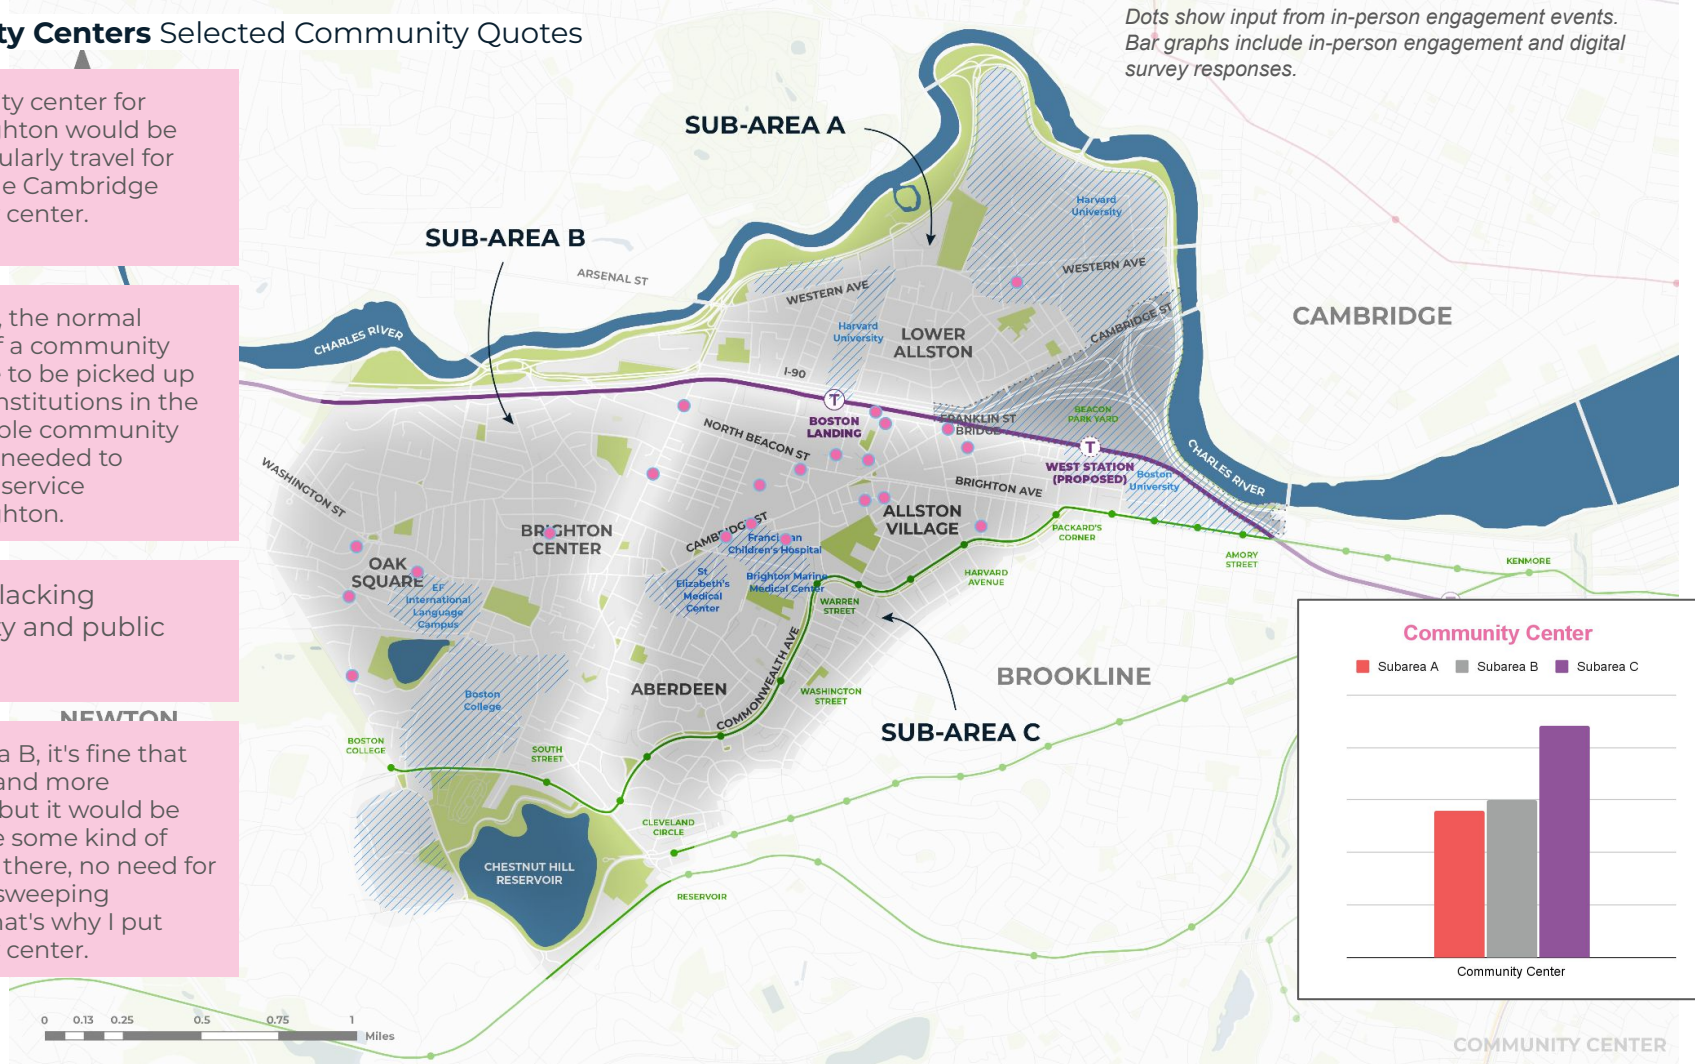 ty Centers Selected Community Quotes
Dots show input from in-person engagement events.
Bar graphs include in-person engagement and digital
survey responses.
ty center for
ghton would be
ularly travel for
e Cambridge
center.
, the normal
f a community
e to be picked up
nstitutions in the
ble community
needed to
service
ghton.
lacking
ty and public
a B, it's fine that
and more
but it would be
e some kind of
there, no need for
sweeping
hat's why I put
center.
SUB-AREA A
SUB-AREA B
SUB-AREA C
ARSENAL ST
CHARLES RIVER
WESTERN AVE
WESTERN AVE
Harvard
University
Harvard
University
LOWER
ALLSTON
CAMBRIDGE ST
CAMBRIDGE
I-90
T
BOSTON
LANDING
FRANKLIN ST
BRIDGE
BEACON
PARK YARD
T
WEST STATION
(PROPOSED)
Boston
University
CHARLES RIVER
NORTH BEACON ST
BRIGHTON AVE
WASHINGTON ST
BRIGHTON
CENTER
CAMBRIDGE ST
ALLSTON
VILLAGE
Franciscan
Children's Hospital
St
Elizabeth's
Medical
Center
Brighton Marine
Medical Center
OAK
SQUARE
EF
International
Language
Campus
PACKARD'S
CORNER
AMORY
STREET
KENMORE
HARVARD
AVENUE
WARREN
STREET
COMMONWEALTH AVE
WASHINGTON
STREET
ABERDEEN
BROOKLINE
Boston
College
NEWTON
BOSTON
COLLEGE
SOUTH
STREET
CLEVELAND
CIRCLE
CHESTNUT HILL
RESERVOIR
RESERVOIR
Community Center
Subarea A
Subarea B
Subarea C
Community Center
0 0.13 0.25 0.5 0.75 1
Miles
COMMUNITY CENTER